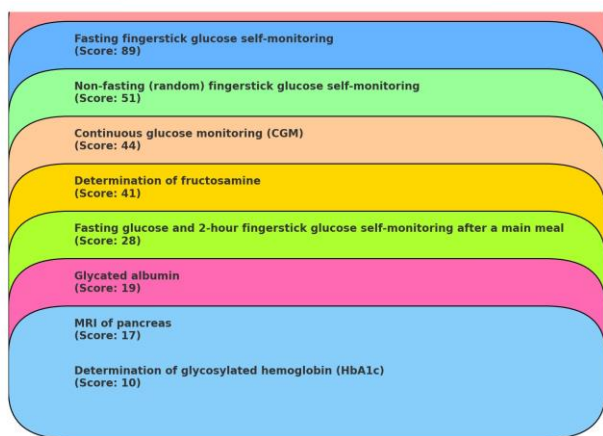 Fasting fingerstick glucose self-monitoring
(Score: 89)
Non-fasting (random) fingerstick glucose self-monitoring
(Score: 51)
Continuous glucose monitoring (CGM)
(Score: 44)
Determination of fructosamine
(Score: 41)
Fasting glucose and 2-hour fingerstick glucose self-monitoring after a main meal
(Score: 28)
Glycated albumin
(Score: 19)
MRI of pancreas
(Score: 17)
Determination of glycosylated hemoglobin (HbA1c)
(Score: 10)